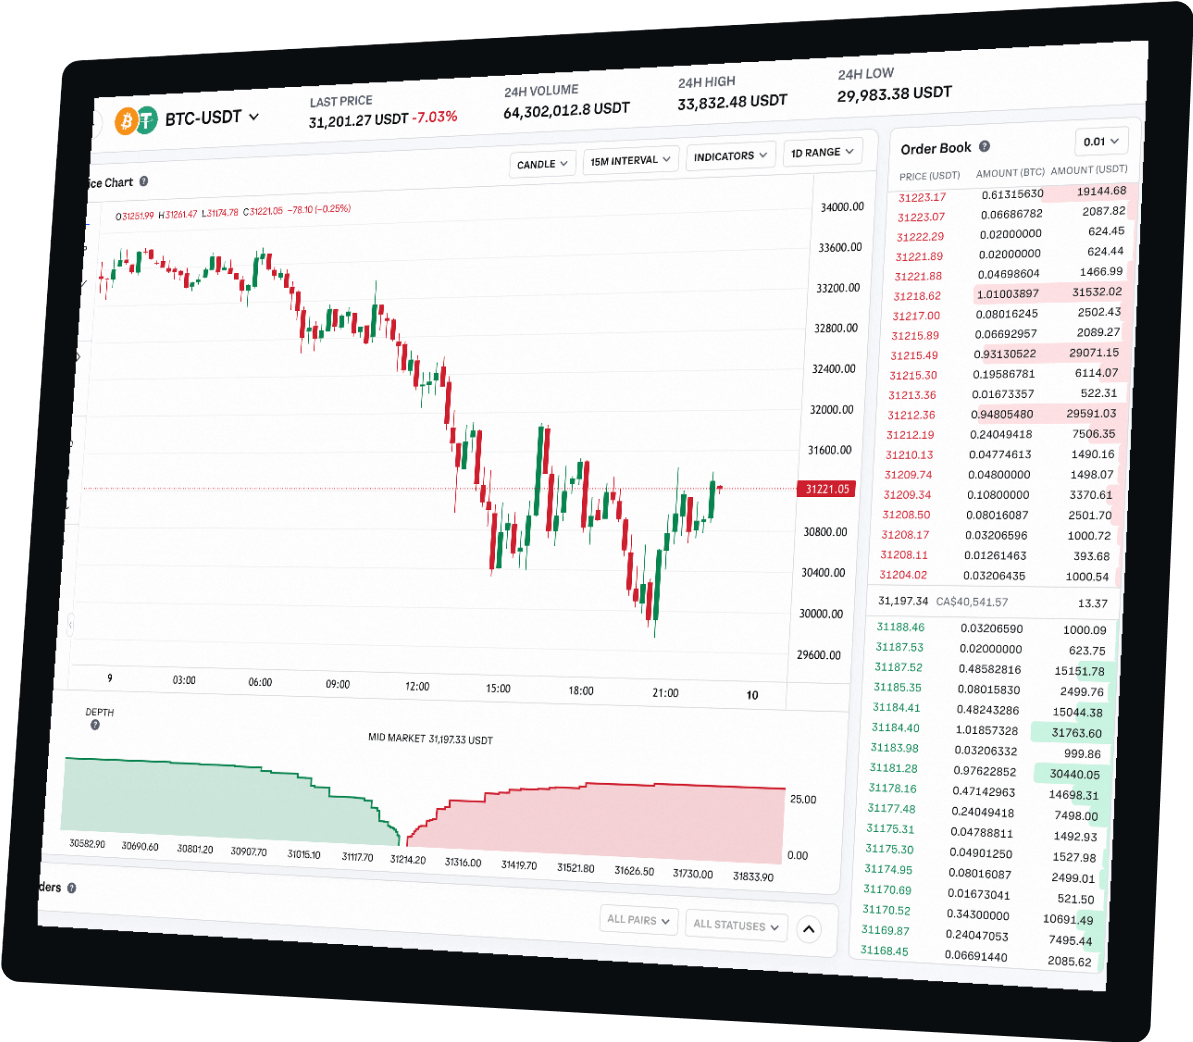 BTC-USDT
LAST PRICE
31,201.27 USDT -7.03%
24H VOLUME
64,302,012.8 USDT
24H HIGH
33,832.48 USDT
24H LOW
29,983.38 USDT
ice Chart
CANDLE
15M INTERVAL
INDICATORS
1D RANGE
O31251.99 H31261.47 L31174.78 C31221.05 −78.10 (−0.25%)
34000.00
33600.00
33200.00
32800.00
32400.00
32000.00
31600.00
31221.05
30800.00
30400.00
30000.00
29600.00
9 03:00 06:00 09:00 12:00 15:00 18:00 21:00 10
DEPTH
MID MARKET 31,197.33 USDT
25.00
0.00
30582.90 30690.60 30801.20 30907.70 31015.10 31117.70 31214.20 31316.00 31419.70 31521.80 31626.50 31730.00 31833.90
ders
ALL PAIRS
ALL STATUSES
Order Book
0.01
PRICE (USDT) AMOUNT (BTC) AMOUNT (USDT)
31223.17 0.61315630 19144.68
31223.07 0.06686782 2087.82
31222.29 0.02000000 624.45
31221.89 0.02000000 624.44
31221.88 0.04698604 1466.99
31218.62 1.01003897 31532.02
31217.00 0.08016245 2502.43
31215.89 0.06692957 2089.27
31215.49 0.93130522 29071.15
31215.30 0.19586781 6114.07
31213.36 0.01673357 522.31
31212.36 0.94805480 29591.03
31212.19 0.24049418 7506.35
31210.13 0.04774613 1490.16
31209.74 0.04800000 1498.07
31209.34 0.10800000 3370.61
31208.50 0.08016087 2501.70
31208.17 0.03206596 1000.72
31208.11 0.01261463 393.68
31204.02 0.03206435 1000.54
31,197.34 CA$40,541.57 13.37
31188.46 0.03206590 1000.09
31187.53 0.02000000 623.75
31187.52 0.48582816 15151.78
31185.35 0.08015830 2499.76
31184.41 0.48243286 15044.38
31184.40 1.01857328 31763.60
31183.98 0.03206332 999.86
31181.28 0.97622852 30440.05
31178.16 0.47142963 14698.31
31177.48 0.24049418 7498.00
31175.31 0.04788811 1492.93
31175.30 0.04901250 1527.98
31174.95 0.08016087 2499.01
31170.69 0.01673041 521.50
31170.52 0.34300000 10691.49
31169.87 0.24047053 7495.44
31168.45 0.06691440 2085.62